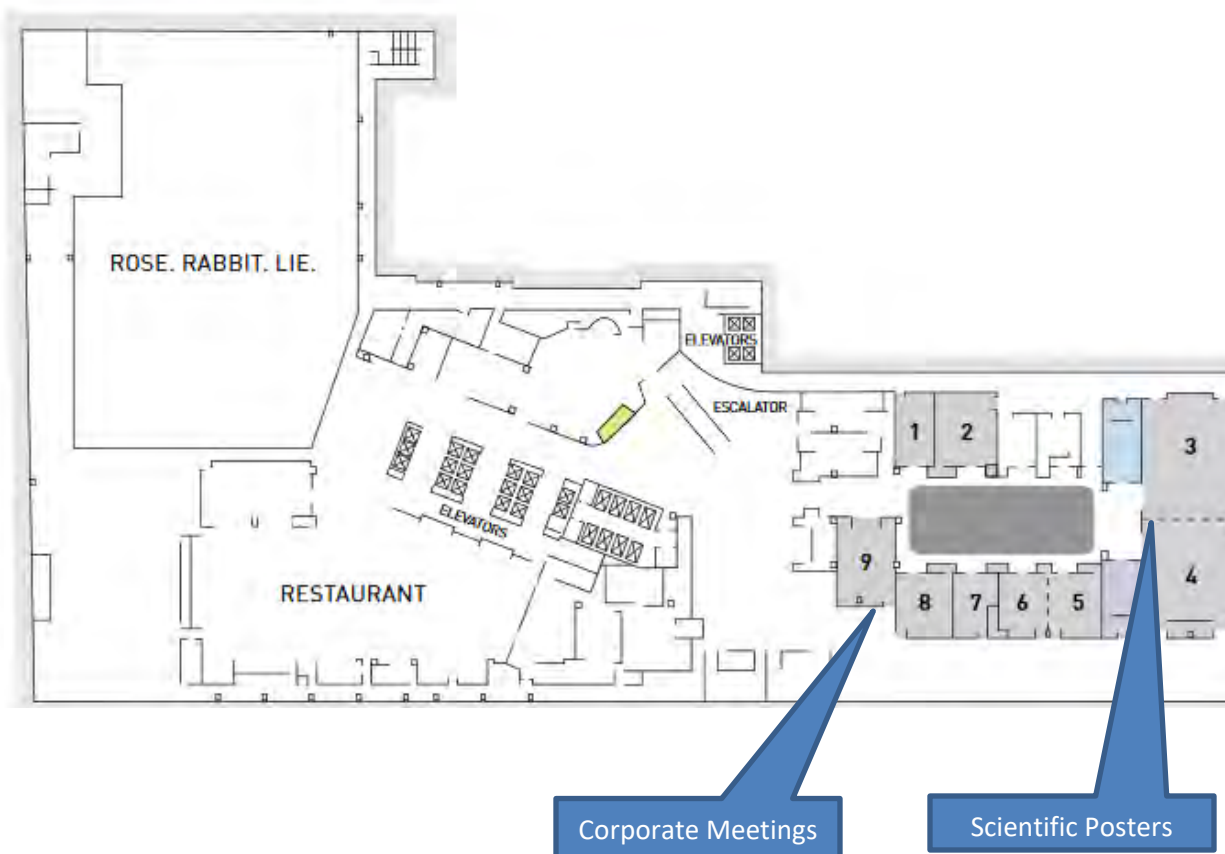 ROSE. RABBIT. LIE.
ELEVATORS
ESCALATOR
1
2
3
ELEVATORS
9
4
RESTAURANT
8
7
6
5
Corporate Meetings
Scientific Posters